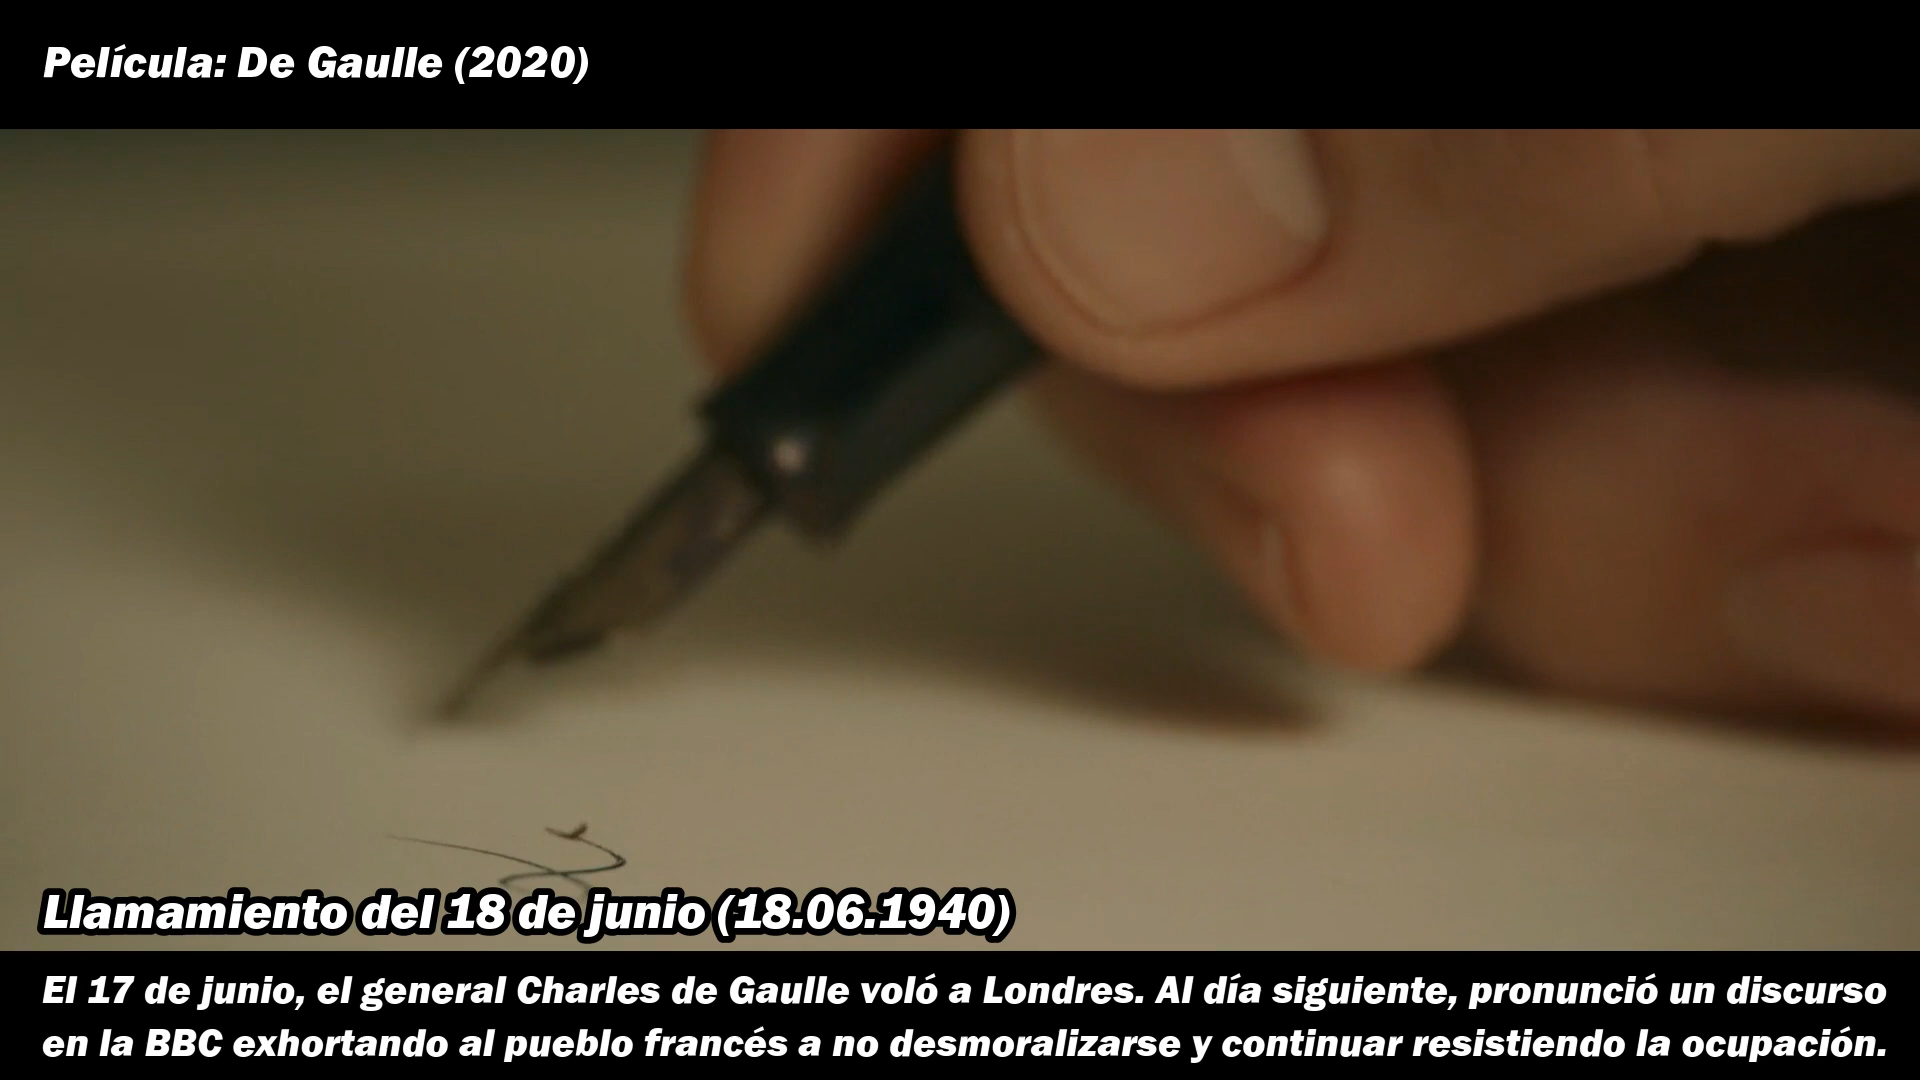 Película: De Gaulle (2020)
Llamamiento del 18 de junio (18.06.1940)
El 17 de junio, el general Charles de Gaulle voló a Londres. Al día siguiente, pronunció un discurso
en la BBC exhortando al pueblo francés a no desmoralizarse y continuar resistiendo la ocupación.